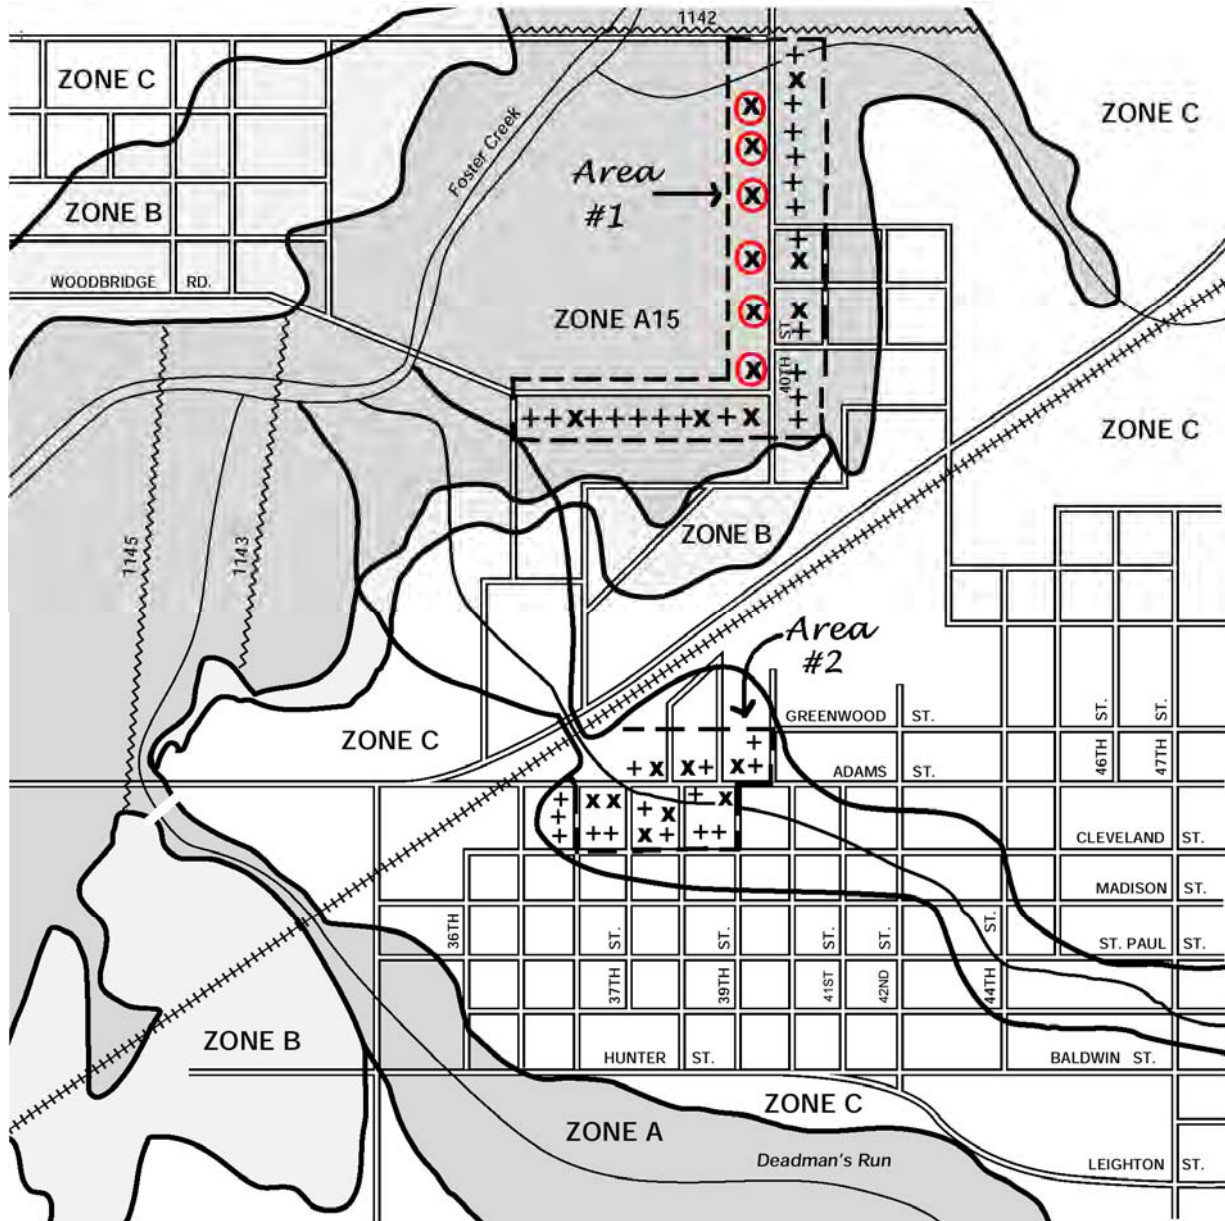 1142
ZONE C
ZONE C
Foster Creek
Area
#1
ZONE B
WOODBRIDGE RD.
ZONE A15
40TH ST.
ZONE C
ZONE B
1145
1143
Area
#2
GREENWOOD ST.
46TH ST.
47TH ST.
ZONE C
ADAMS ST.
CLEVELAND ST.
MADISON ST.
36TH
37TH ST.
39TH ST.
41ST ST.
42ND ST.
44TH ST.
ST. PAUL ST.
ZONE B
HUNTER ST.
BALDWIN ST.
ZONE C
ZONE A
Deadman's Run
LEIGHTON ST.